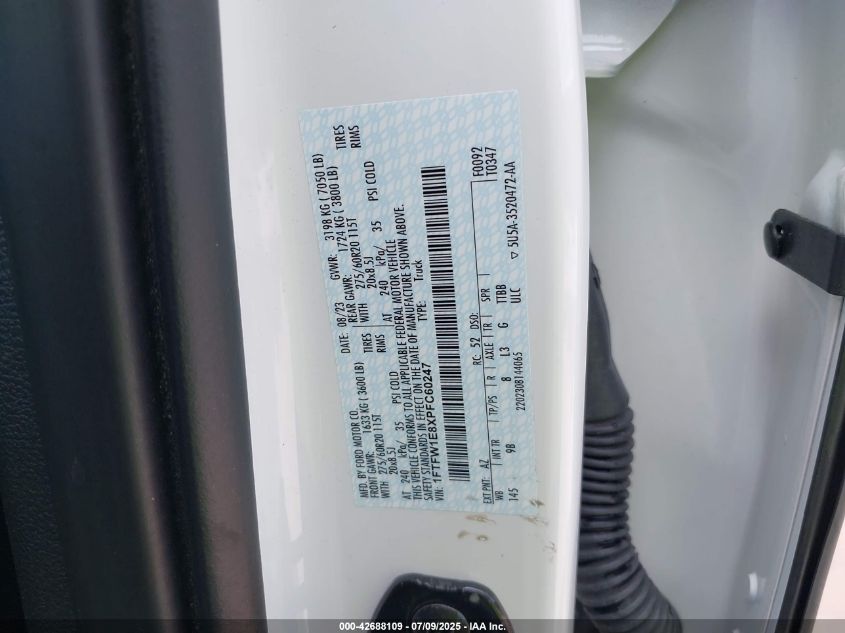 MFD. BY FORD MOTOR CO.
DATE: 08/23 GVWR: 3198 KG ( 7050 LB)
FRONT GAWR: 1633 KG ( 3600 LB) REAR GAWR: 1724 KG ( 3800 LB)
WITH 275/60R20 115T TIRES WITH 275/60R20 115T TIRES
20x8.5J RIMS 20x8.5J RIMS
AT 240 kPa/ 35 PSI COLD AT 240 kPa/ 35 PSI COLD
THIS VEHICLE CONFORMS TO ALL APPLICABLE FEDERAL MOTOR VEHICLE
SAFETY STANDARDS IN EFFECT ON THE DATE OF MANUFACTURE SHOWN ABOVE.
VIN: 1FTFW1E8XPFC60247
TYPE: Truck
F0092
T0347
EXT PNT: AZ RC: 52 DSO:
WB INT TR TP/PS R AXLE TR SPR
145 9B 8 L3 G TTBB
2202308144065 ULC
▽ 5U5A-3520472-AA
000-42688109 - 07/09/2025 - IAA Inc.